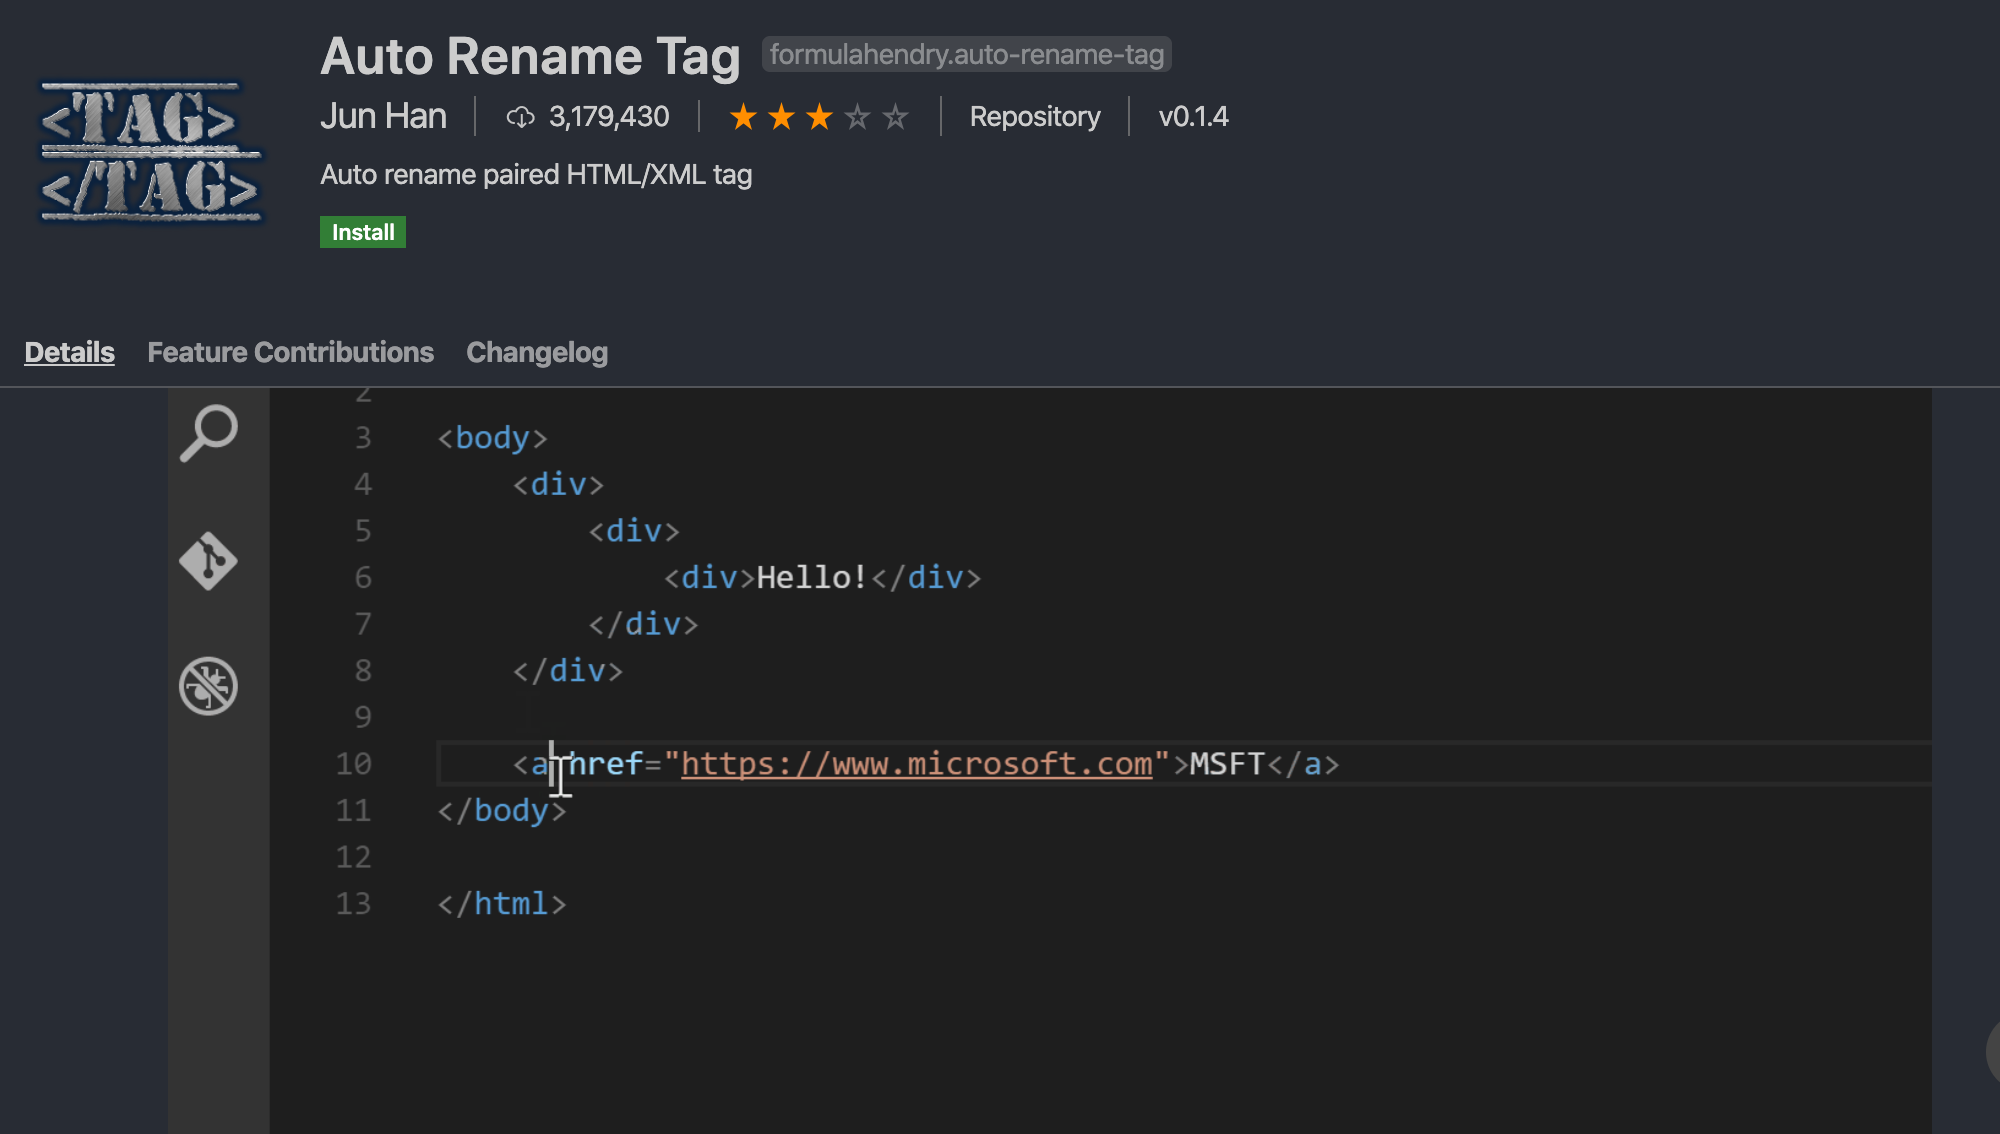 <TAG>
</TAG>
Auto Rename Tag formulahendry.auto-rename-tag
Jun Han 3,179,430 Repository v0.1.4
Auto rename paired HTML/XML tag
Install
Details Feature Contributions Changelog
2
3 <body>
4 <div>
5 <div>
6 <div>Hello!</div>
7 </div>
8 </div>
9
10 <a href="https://www.microsoft.com">MSFT</a>
11 </body>
12
13 </html>